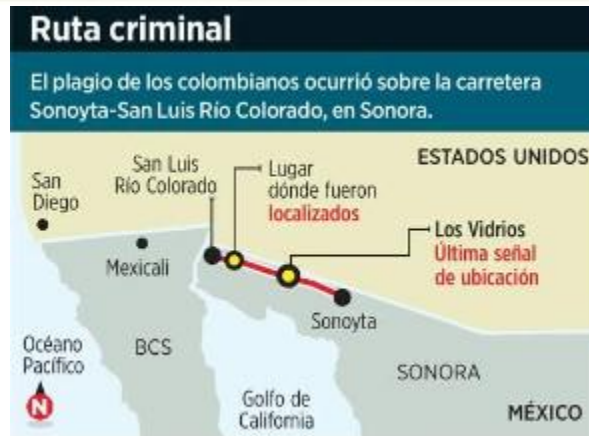 Ruta criminal
El plagio de los colombianos ocurrió sobre la carretera
Sonoyta-San Luis Río Colorado, en Sonora.
ESTADOS UNIDOS
San
Diego
San Luis
Río Colorado
Lugar
dónde fueron
localizados
Los Vidrios
Última señal
de ubicación
Mexicali
Sonoyta
Océano
Pacífico
BCS
SONORA
Golfo de
California
MÉXICO
N